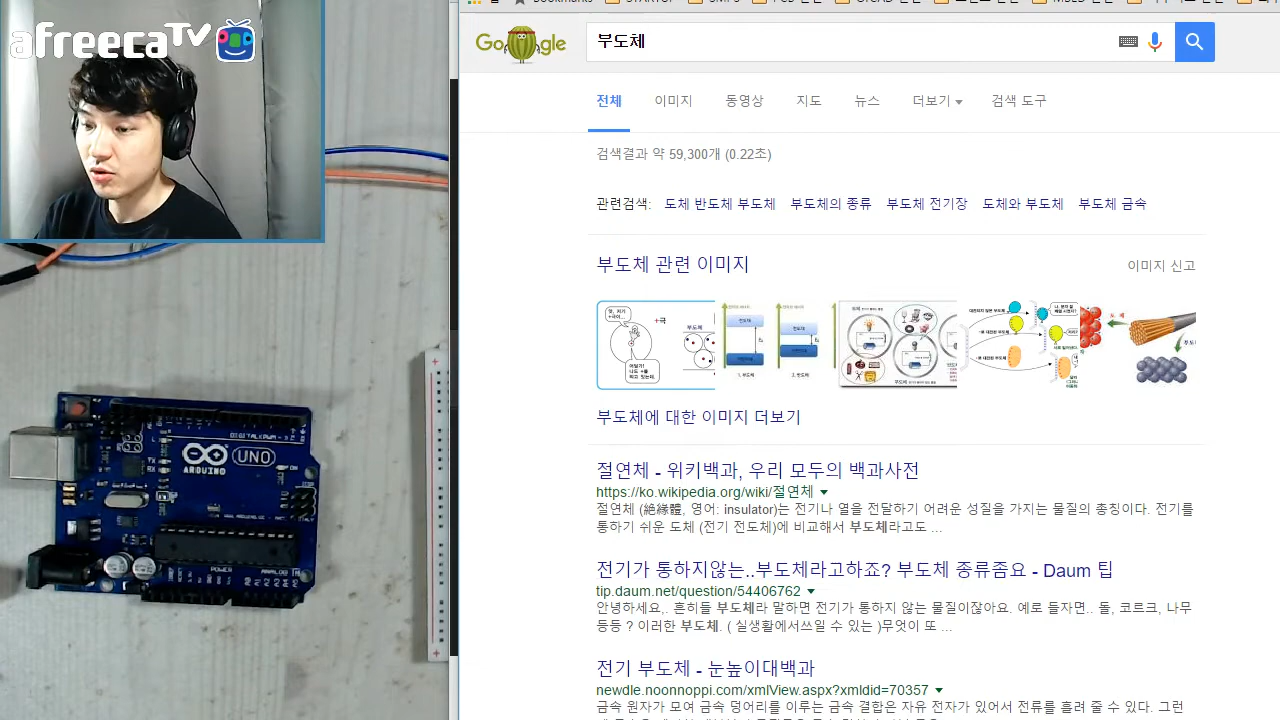 afreecaTV
Google
부도체
전체 이미지 동영상 지도 뉴스 더보기 검색 도구
검색결과 약 59,300개 (0.22초)
관련검색: 도체 반도체 부도체 부도체의 종류 부도체 전기장 도체와 부도체 부도체 금속
부도체 관련 이미지
이미지 신고
부도체에 대한 이미지 더보기
절연체 - 위키백과, 우리 모두의 백과사전
https://ko.wikipedia.org/wiki/절연체
절연체 (絶緣體, 영어: insulator)는 전기나 열을 전달하기 어려운 성질을 가지는 물질의 총칭이다. 전기를
통하기 쉬운 도체 (전기 전도체)에 비교해서 부도체라고도 ...
전기가 통하지않는..부도체라고하죠? 부도체 종류좀요 - Daum 팁
tip.daum.net/question/54406762
안녕하세요,. 흔히들 부도체라 말하면 전기가 통하지 않는 물질이잖아요. 예로 들자면.. 돌, 코르크, 나무
등등 ? 이러한 부도체. ( 실생활에서쓰일 수 있는 )무엇이 또 ...
전기 부도체 - 눈높이대백과
newdle.noonnoppi.com/xmlView.aspx?xmldid=70357
금속 원자가 모여 금속 덩어리를 이루는 금속 결합은 자유 전자가 있어서 전류를 흘려 줄 수 있다. 그런
DIGITAL
UNO
ARDUINO
TX
RX
L
ON
POWER
ANALOG